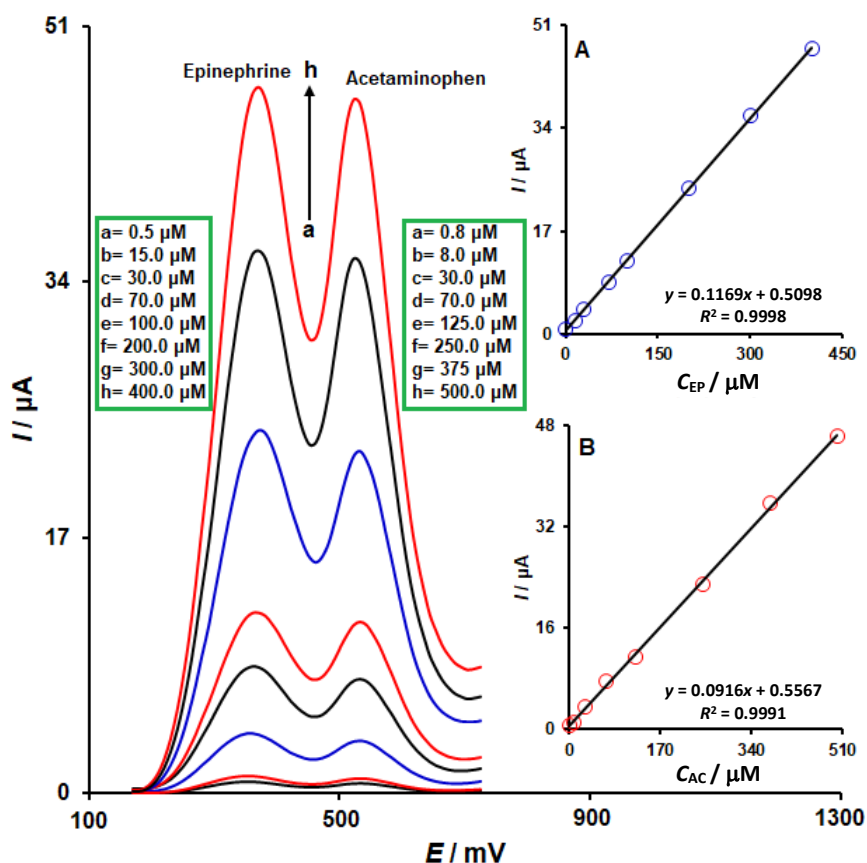 51
34
17
0
I / µA
100
500
900
1300
E / mV
Epinephrine
h
Acetaminophen
a
a= 0.5 µM
b= 15.0 µM
c= 30.0 µM
d= 70.0 µM
e= 100.0 µM
f= 200.0 µM
g= 300.0 µM
h= 400.0 µM
a= 0.8 µM
b= 8.0 µM
c= 30.0 µM
d= 70.0 µM
e= 125.0 µM
f= 250.0 µM
g= 375 µM
h= 500.0 µM
A
51
34
17
0
I / µA
y = 0.1169x + 0.5098
R² = 0.9998
0
150
300
450
CEP / µM
B
48
32
16
0
I / µA
y = 0.0916x + 0.5567
R² = 0.9991
0
170
340
510
CAC / µM